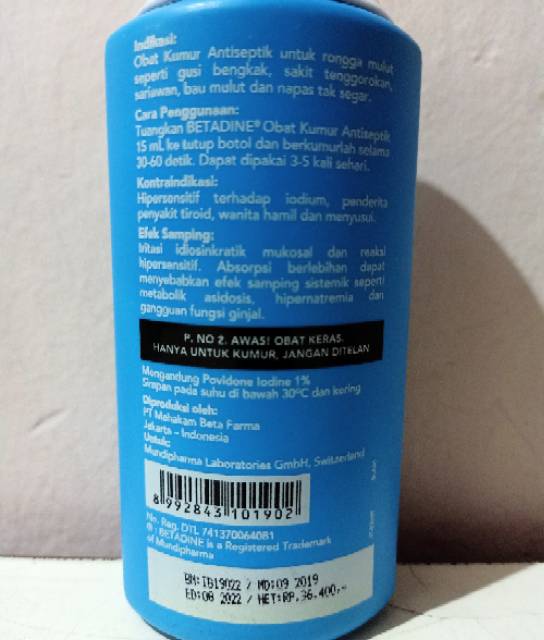 Indikasi:
Obat Kumur Antiseptik untuk rongga mulut
seperti gusi bengkak, sakit tenggorokan,
sariawan, bau mulut dan napas tak segar.
Cara Penggunaan:
Tuangkan BETADINE® Obat Kumur Antiseptik
15 mL ke tutup botol dan berkumurlah selama
30-60 detik. Dapat dipakai 3-5 kali sehari.
Kontraindikasi:
Hipersensitif terhadap iodium, penderita
penyakit tiroid, wanita hamil dan menyusui.
Efek Samping:
Iritasi idiosinkratik mukosal dan reaksi
hipersensitif. Absorpsi berlebihan dapat
menyebabkan efek samping sistemik seperti
metabolik asidosis, hipernatremia dan
gangguan fungsi ginjal.
P. NO 2. AWAS! OBAT KERAS.
HANYA UNTUK KUMUR, JANGAN DITELAN
Mengandung Povidone Iodine 1%
Simpan pada suhu di bawah 30°C dan kering
Diproduksi oleh:
PT Mahakam Beta Farma
Jakarta - Indonesia
Untuk:
Mundipharma Laboratories GmbH, Switzerland
8 992843 101902
No. Reg. DTL 7413700640B1
® : BETADINE is a Registered Trademark
of Mundipharma
BN:IB19022 / MD:09 2019
ED:08 2022 / HET:RP.36.400,-